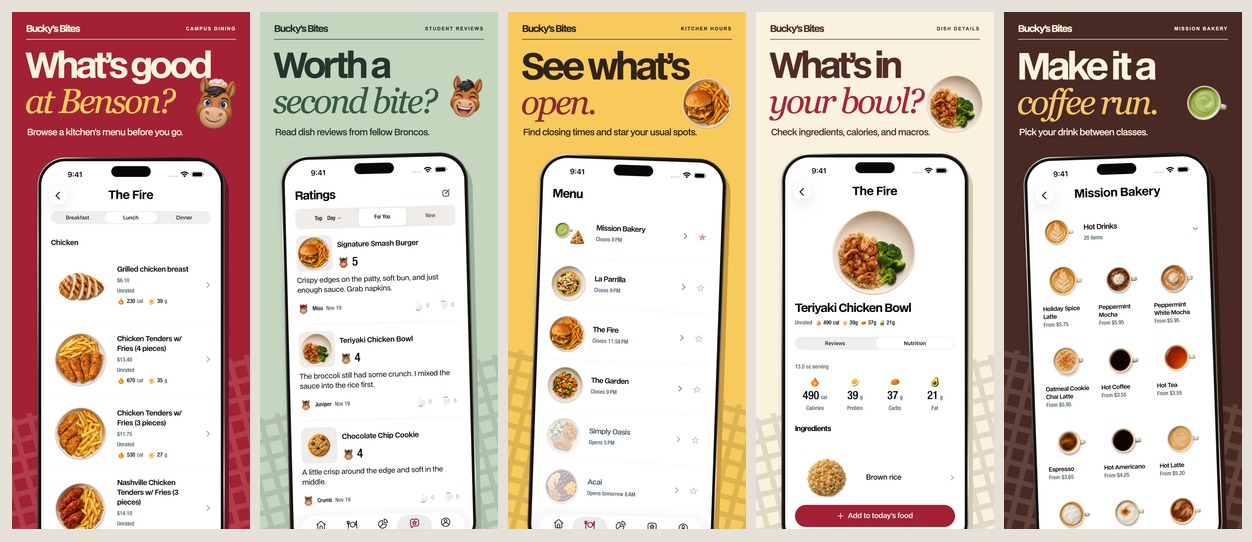 Bucky's Bites
CAMPUS DINING
What's good
at Benson?
Browse a kitchen's menu before you go.
9:41
The Fire
Breakfast
Lunch
Dinner
Chicken
Grilled chicken breast
$6.10
Unrated
230 cal
39 g
Chicken Tenders w/
Fries (4 pieces)
$13.40
Unrated
670 cal
35 g
Chicken Tenders w/
Fries (3 pieces)
$11.75
Unrated
530 cal
27 g
Nashville Chicken
Tenders w/ Fries (3
pieces)
$14.10
Unrated
Bucky's Bites
STUDENT REVIEWS
Worth a
second bite?
Read dish reviews from fellow Broncos.
9:41
Ratings
Top Day
For You
New
Signature Smash Burger
5
Crispy edges on the patty, soft bun, and just
enough sauce. Grab napkins.
Miso Nov 19
0
0
Teriyaki Chicken Bowl
4
The broccoli still had some crunch. I mixed the
sauce into the rice first.
Juniper Nov 19
0
0
Chocolate Chip Cookie
4
A little crisp around the edge and soft in the
middle.
Crumb Nov 19
0
0
Bucky's Bites
KITCHEN HOURS
See what's
open.
Find closing times and star your usual spots.
9:41
Menu
Mission Bakery
Closes 8 PM
La Parrilla
Closes 9 PM
The Fire
Closes 11:58 PM
The Garden
Closes 9 PM
Simply Oasis
Opens 5 PM
Acai
Opens tomorrow 8 AM
Bucky's Bites
DISH DETAILS
What's in
your bowl?
Check ingredients, calories, and macros.
9:41
The Fire
Teriyaki Chicken Bowl
Unrated 490 cal 39g 37g 21g
Reviews
Nutrition
13.0 oz serving
490 cal
Calories
39 g
Protein
37 g
Carbs
21 g
Fat
Ingredients
Brown rice
+ Add to today's food
Bucky's Bites
MISSION BAKERY
Make it a
coffee run.
Pick your drink between classes.
9:41
Mission Bakery
Hot Drinks
20 items
Holiday Spice
Latte
From $5.75
Peppermint
Mocha
From $5.95
Peppermint
White Mocha
From $5.95
Oatmeal Cookie
Chai Latte
From $5.95
Hot Coffee
From $3.55
Hot Tea
From $3.55
Espresso
From $3.65
Hot Americano
From $4.25
Hot Latte
From $5.20